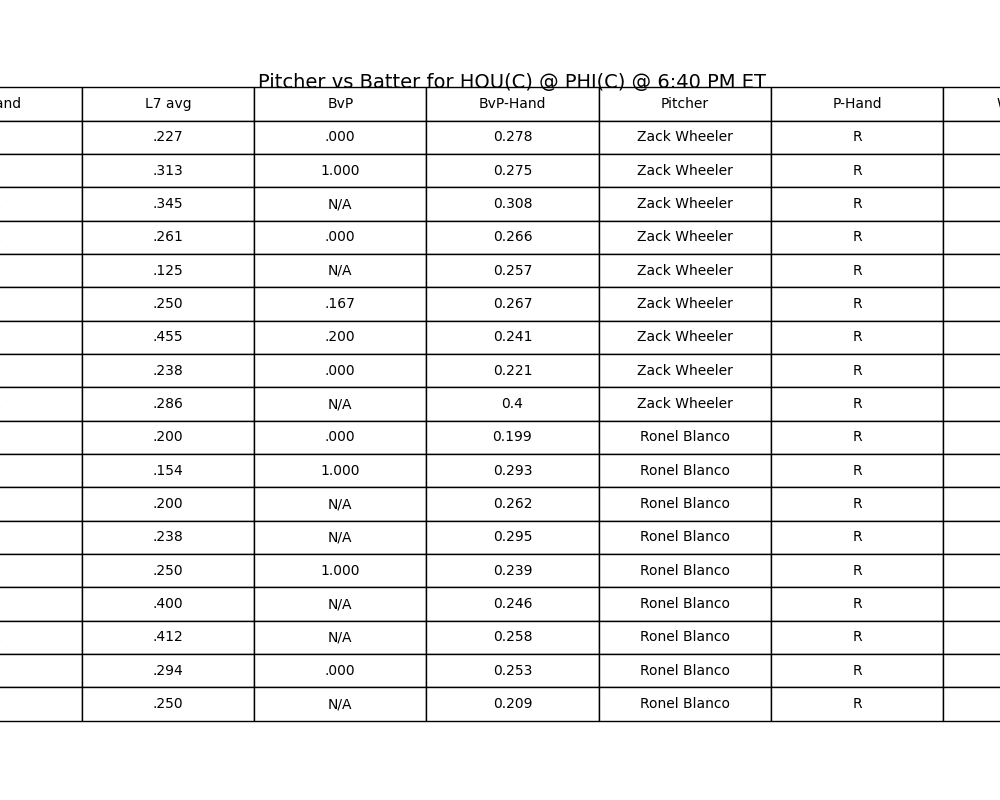 Pitcher vs Batter for HOU(C) @ PHI(C) @ 6:40 PM ET
L7 avg BvP BvP-Hand Pitcher P-Hand
.227 .000 0.278 Zack Wheeler R
.313 1.000 0.275 Zack Wheeler R
.345 N/A 0.308 Zack Wheeler R
.261 .000 0.266 Zack Wheeler R
.125 N/A 0.257 Zack Wheeler R
.250 .167 0.267 Zack Wheeler R
.455 .200 0.241 Zack Wheeler R
.238 .000 0.221 Zack Wheeler R
.286 N/A 0.4 Zack Wheeler R
.200 .000 0.199 Ronel Blanco R
.154 1.000 0.293 Ronel Blanco R
.200 N/A 0.262 Ronel Blanco R
.238 N/A 0.295 Ronel Blanco R
.250 1.000 0.239 Ronel Blanco R
.400 N/A 0.246 Ronel Blanco R
.412 N/A 0.258 Ronel Blanco R
.294 .000 0.253 Ronel Blanco R
.250 N/A 0.209 Ronel Blanco R